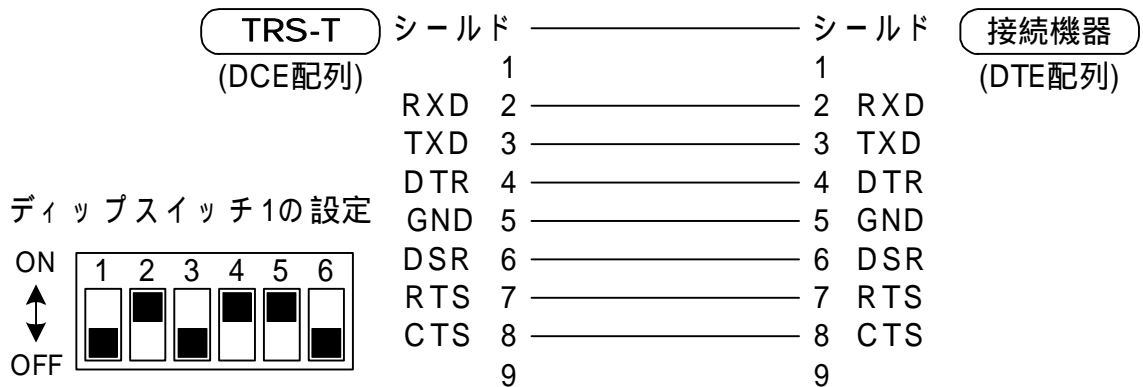 TRS-T シールド シールド 接続機器
(DCE配列) 1 1 (DTE配列)
RXD 2 2 RXD
TXD 3 3 TXD
DTR 4 4 DTR
ディップスイッチ1の設定 GND 5 5 GND
ON 1 2 3 4 5 6 DSR 6 6 DSR
RTS 7 7 RTS
CTS 8 8 CTS
OFF 9 9